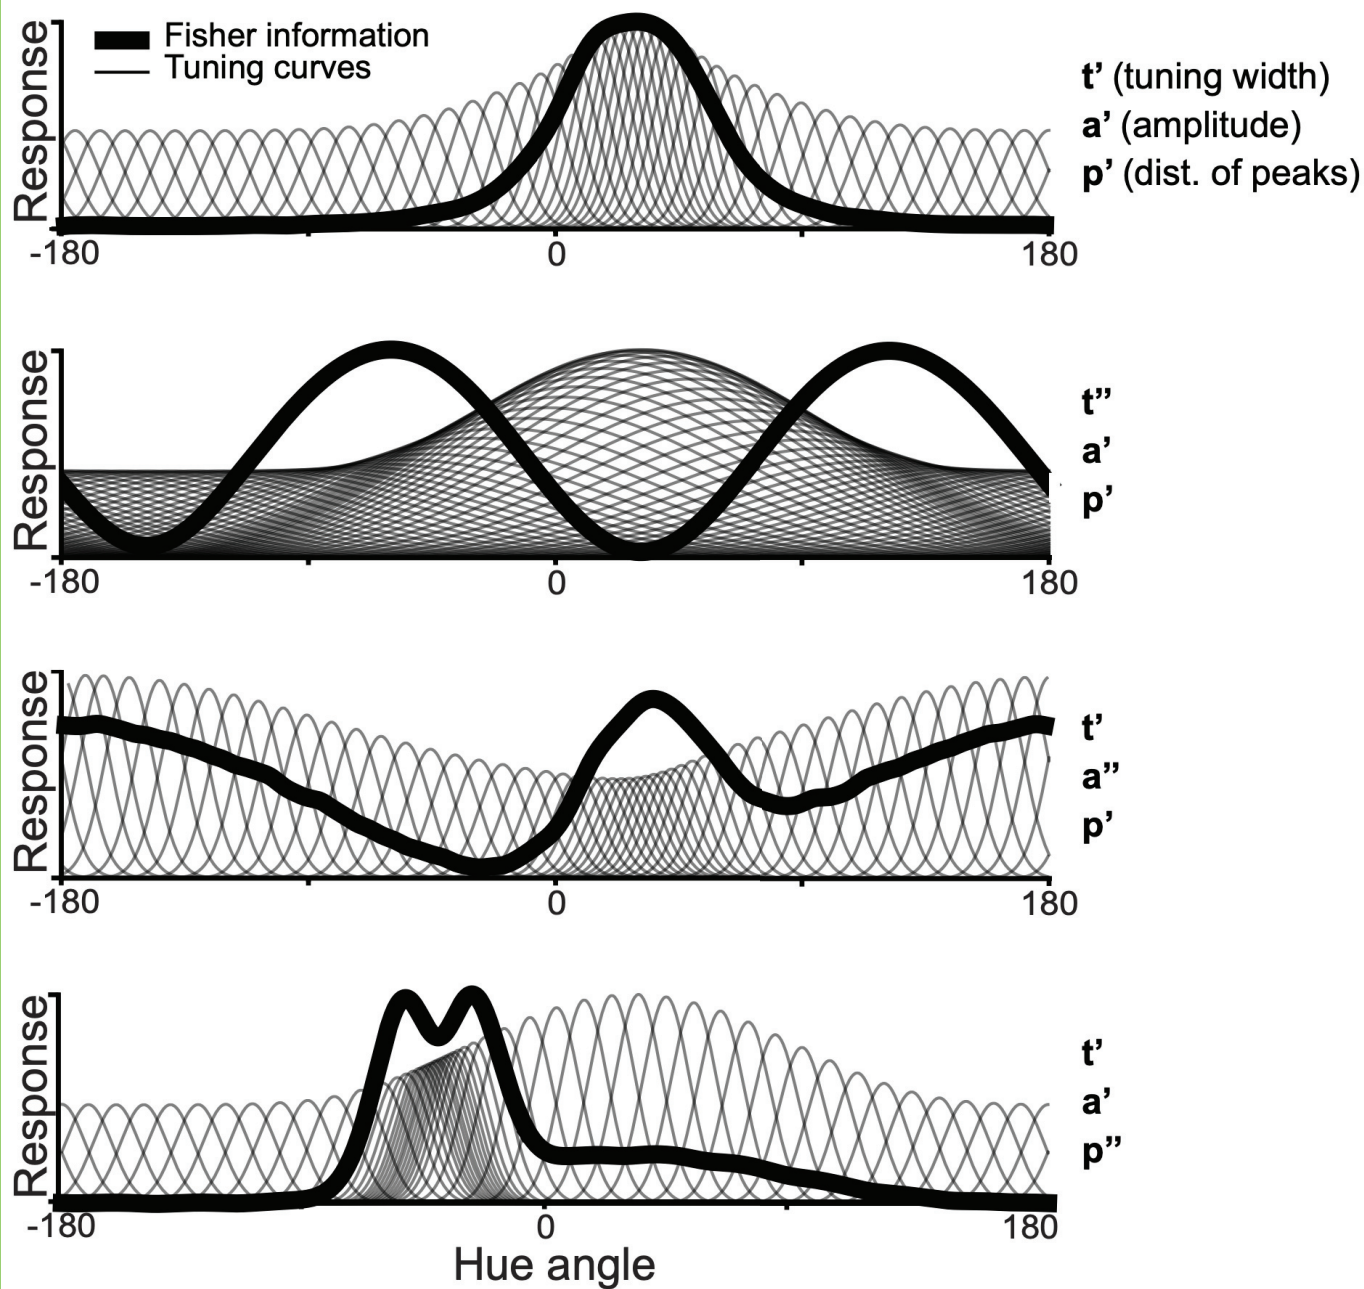 Response
Fisher information
Tuning curves
t’ (tuning width)
a’ (amplitude)
p’ (dist. of peaks)
-180
0
180
Response
t’’
a’
p’
-180
0
180
Response
t’
a’’
p’
-180
0
180
Response
t’
a’
p’’
-180
0
180
Hue angle